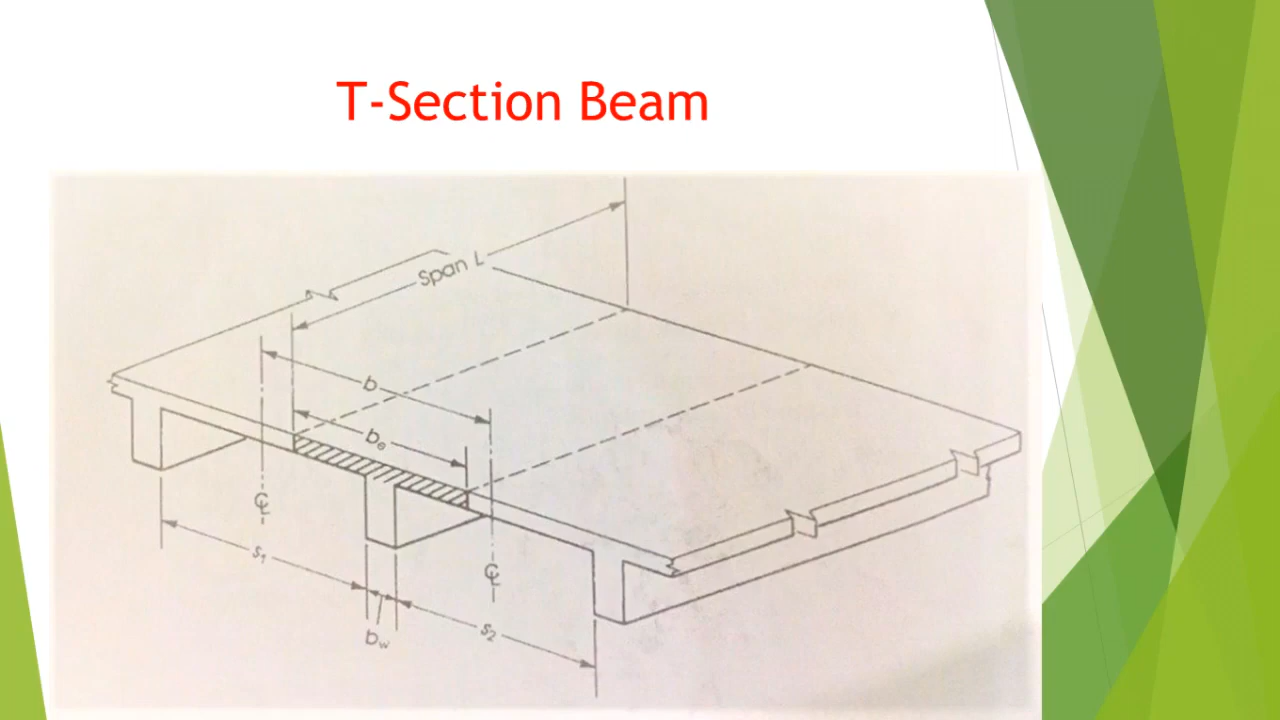 T-Section Beam
Span L
b
be
℄
℄
s1
bw
s2